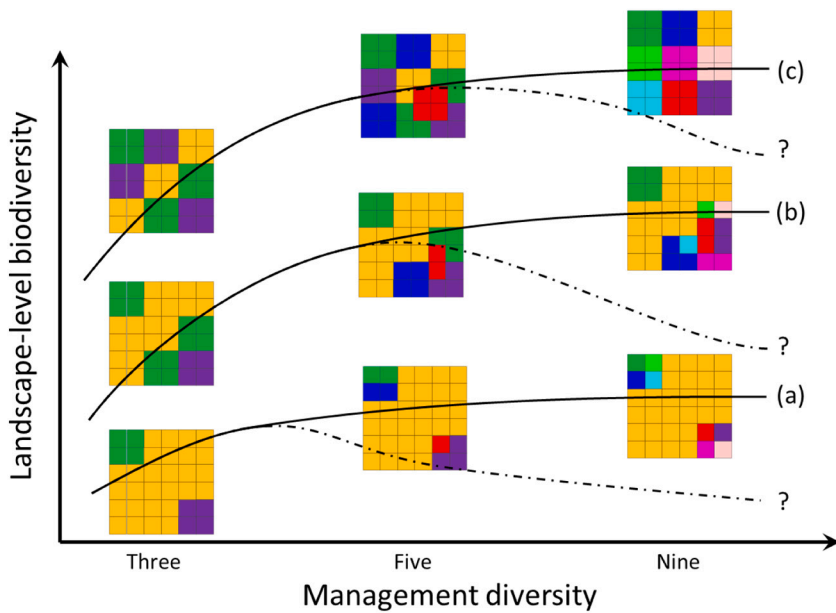 Landscape-level biodiversity
(c)
?
(b)
?
(a)
?
Three Five Nine
Management diversity